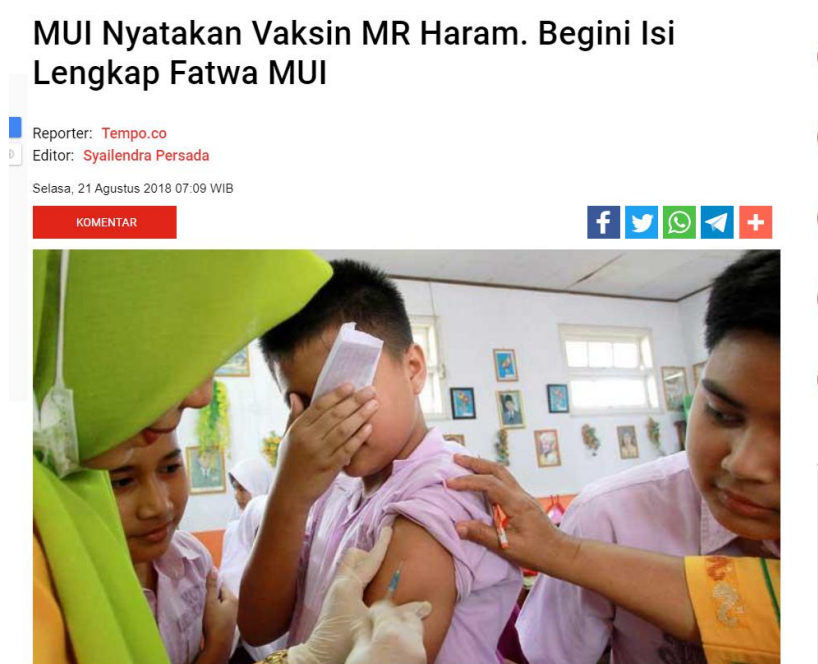 MUI Nyatakan Vaksin MR Haram. Begini Isi
Lengkap Fatwa MUI
Reporter: Tempo.co
Editor: Syailendra Persada
Selasa, 21 Agustus 2018 07:09 WIB
KOMENTAR